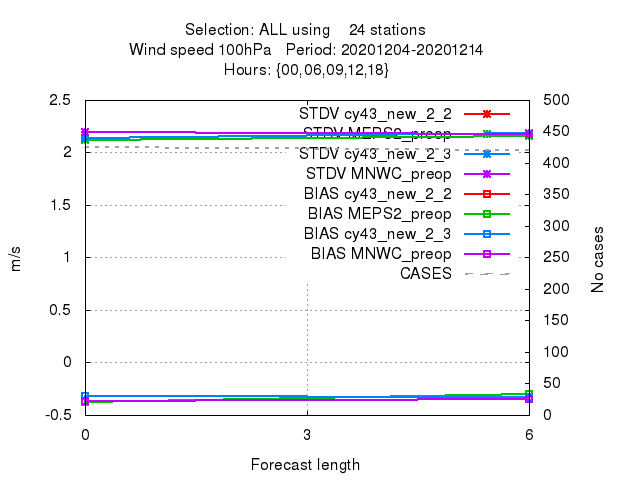 Selection: ALL using 24 stations
Wind speed 100hPa Period: 20201204-20201214
Hours: {00,06,09,12,18}
2.5
2
1.5
1
0.5
0
-0.5
m/s
500
450
400
350
300
250
200
150
100
50
0
No cases
STDV cy43_new_2_2
STDV MEPS2_preop
STDV cy43_new_2_3
STDV MNWC_preop
BIAS cy43_new_2_2
BIAS MEPS2_preop
BIAS cy43_new_2_3
BIAS MNWC_preop
CASES
0 3 6
Forecast length